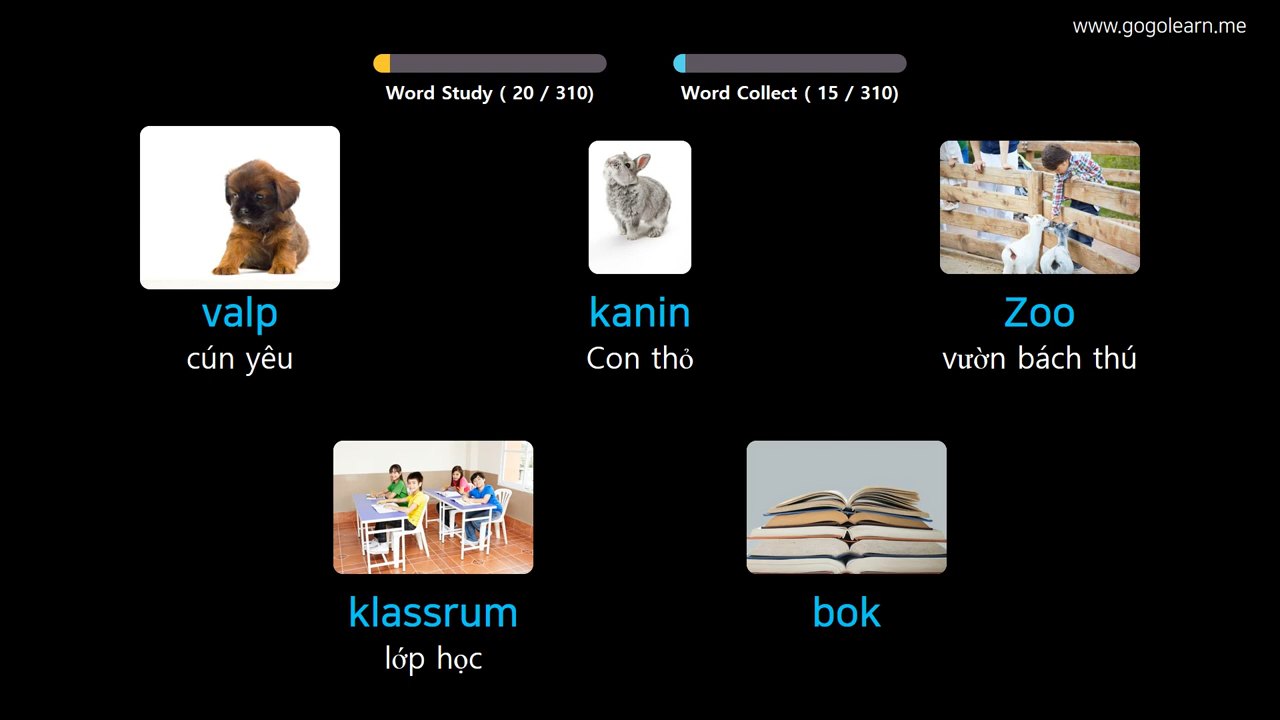 www.gogolearn.me
Word Study ( 20 / 310)
Word Collect ( 15 / 310)
valp
kanin
Zoo
cún yêu
Con thỏ
vườn bách thú
klassrum
bok
lớp học